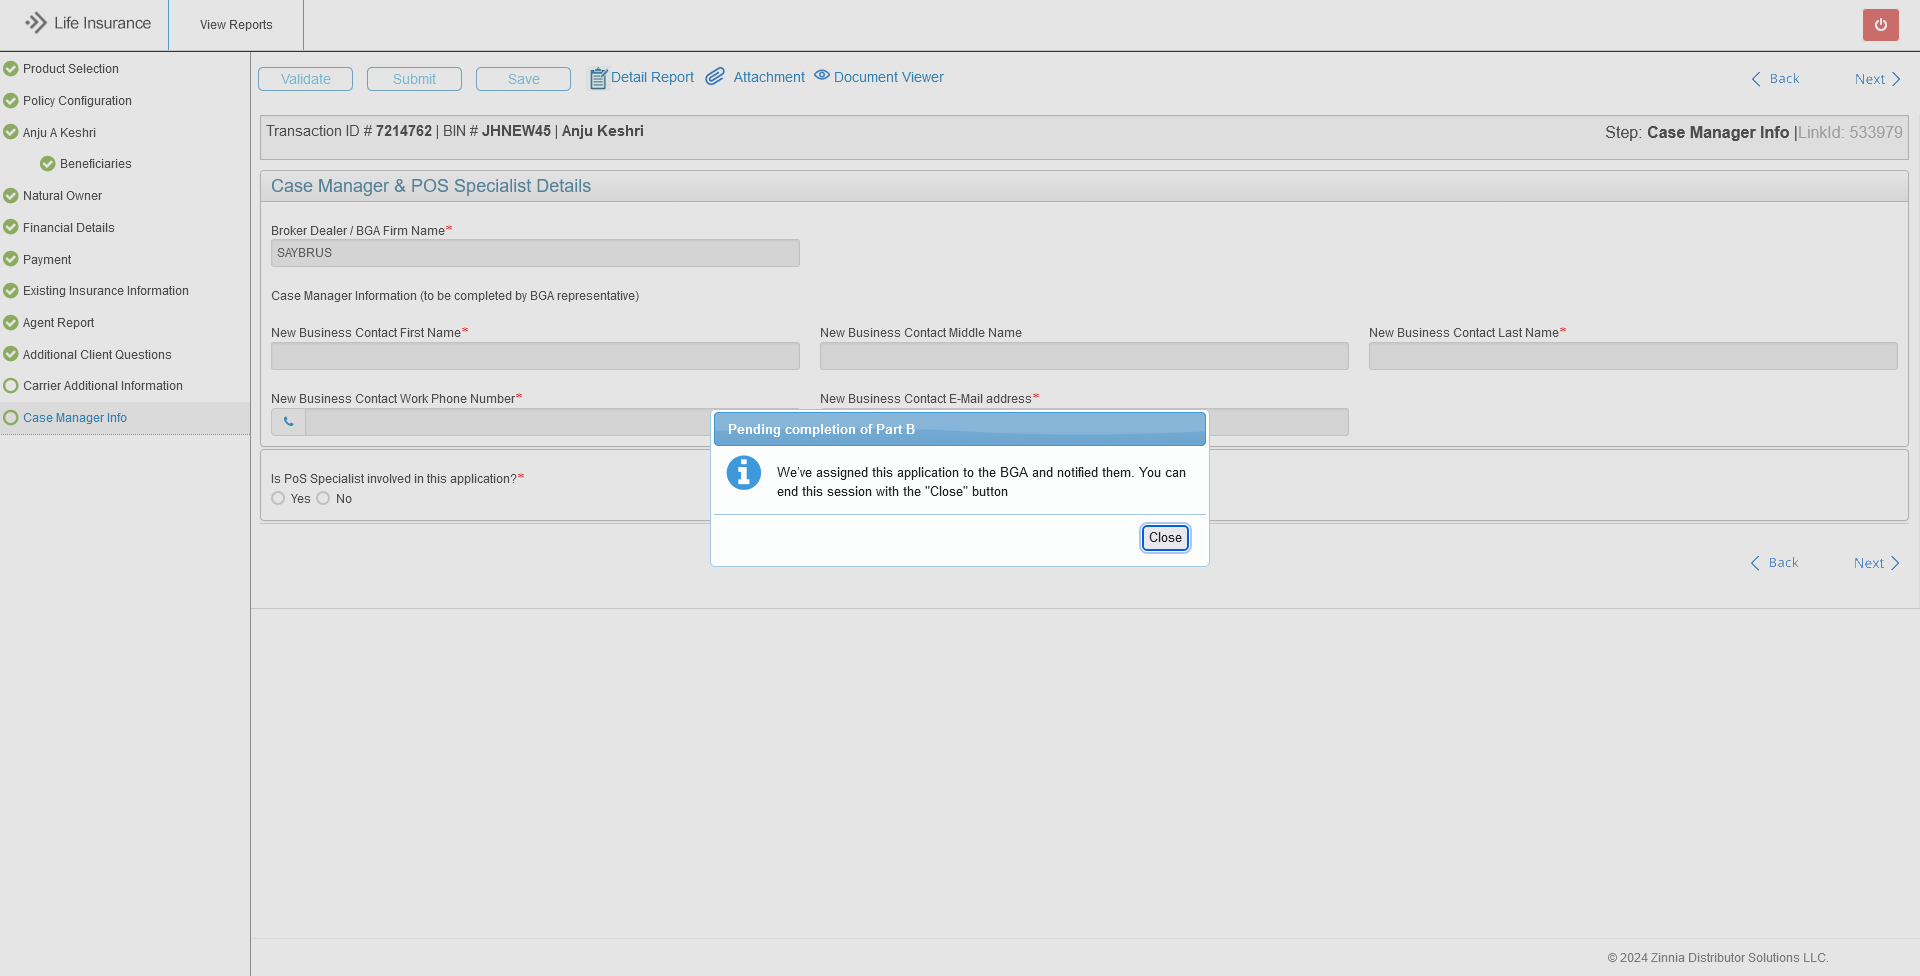 Life Insurance
View Reports
Product Selection
Policy Configuration
Anju A Keshri
Beneficiaries
Natural Owner
Financial Details
Payment
Existing Insurance Information
Agent Report
Additional Client Questions
Carrier Additional Information
Case Manager Info
Validate Submit Save Detail Report Attachment Document Viewer Back Next
Transaction ID # 7214762 | BIN # JHNEW45 | Anju Keshri
Step: Case Manager Info |LinkId: 533979
Case Manager & POS Specialist Details
Broker Dealer / BGA Firm Name*
SAYBRUS
Case Manager Information (to be completed by BGA representative)
New Business Contact First Name* New Business Contact Middle Name New Business Contact Last Name*
New Business Contact Work Phone Number* New Business Contact E-Mail address*
Is PoS Specialist involved in this application?*
Yes No
Pending completion of Part B
We've assigned this application to the BGA and notified them. You can
end this session with the "Close" button
Close
Back Next
© 2024 Zinnia Distributor Solutions LLC.